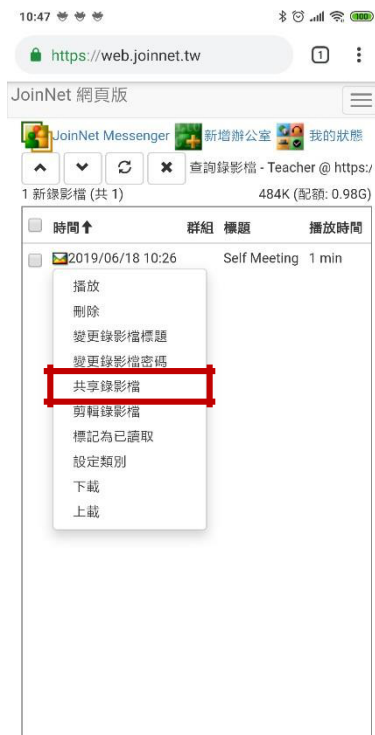 10:47
100
https://web.joinnet.tw
1
JoinNet 網頁版
JoinNet Messenger 新增辦公室 我的狀態
查詢錄影檔 - Teacher @ https:/
1 新錄影檔 (共 1) 484K (配額: 0.98G)
時間↑ 群組 標題 播放時間
2019/06/18 10:26 Self Meeting 1 min
播放
刪除
變更錄影檔標題
變更錄影檔密碼
共享錄影檔
剪輯錄影檔
標記為已讀取
設定類別
下載
上載